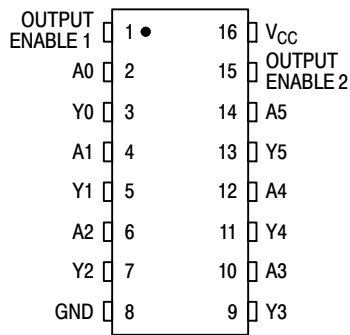 OUTPUT
ENABLE 1 1 16 VCC
A0 2 15 OUTPUT
ENABLE 2
Y0 3 14 A5
A1 4 13 Y5
Y1 5 12 A4
A2 6 11 Y4
Y2 7 10 A3
GND 8 9 Y3